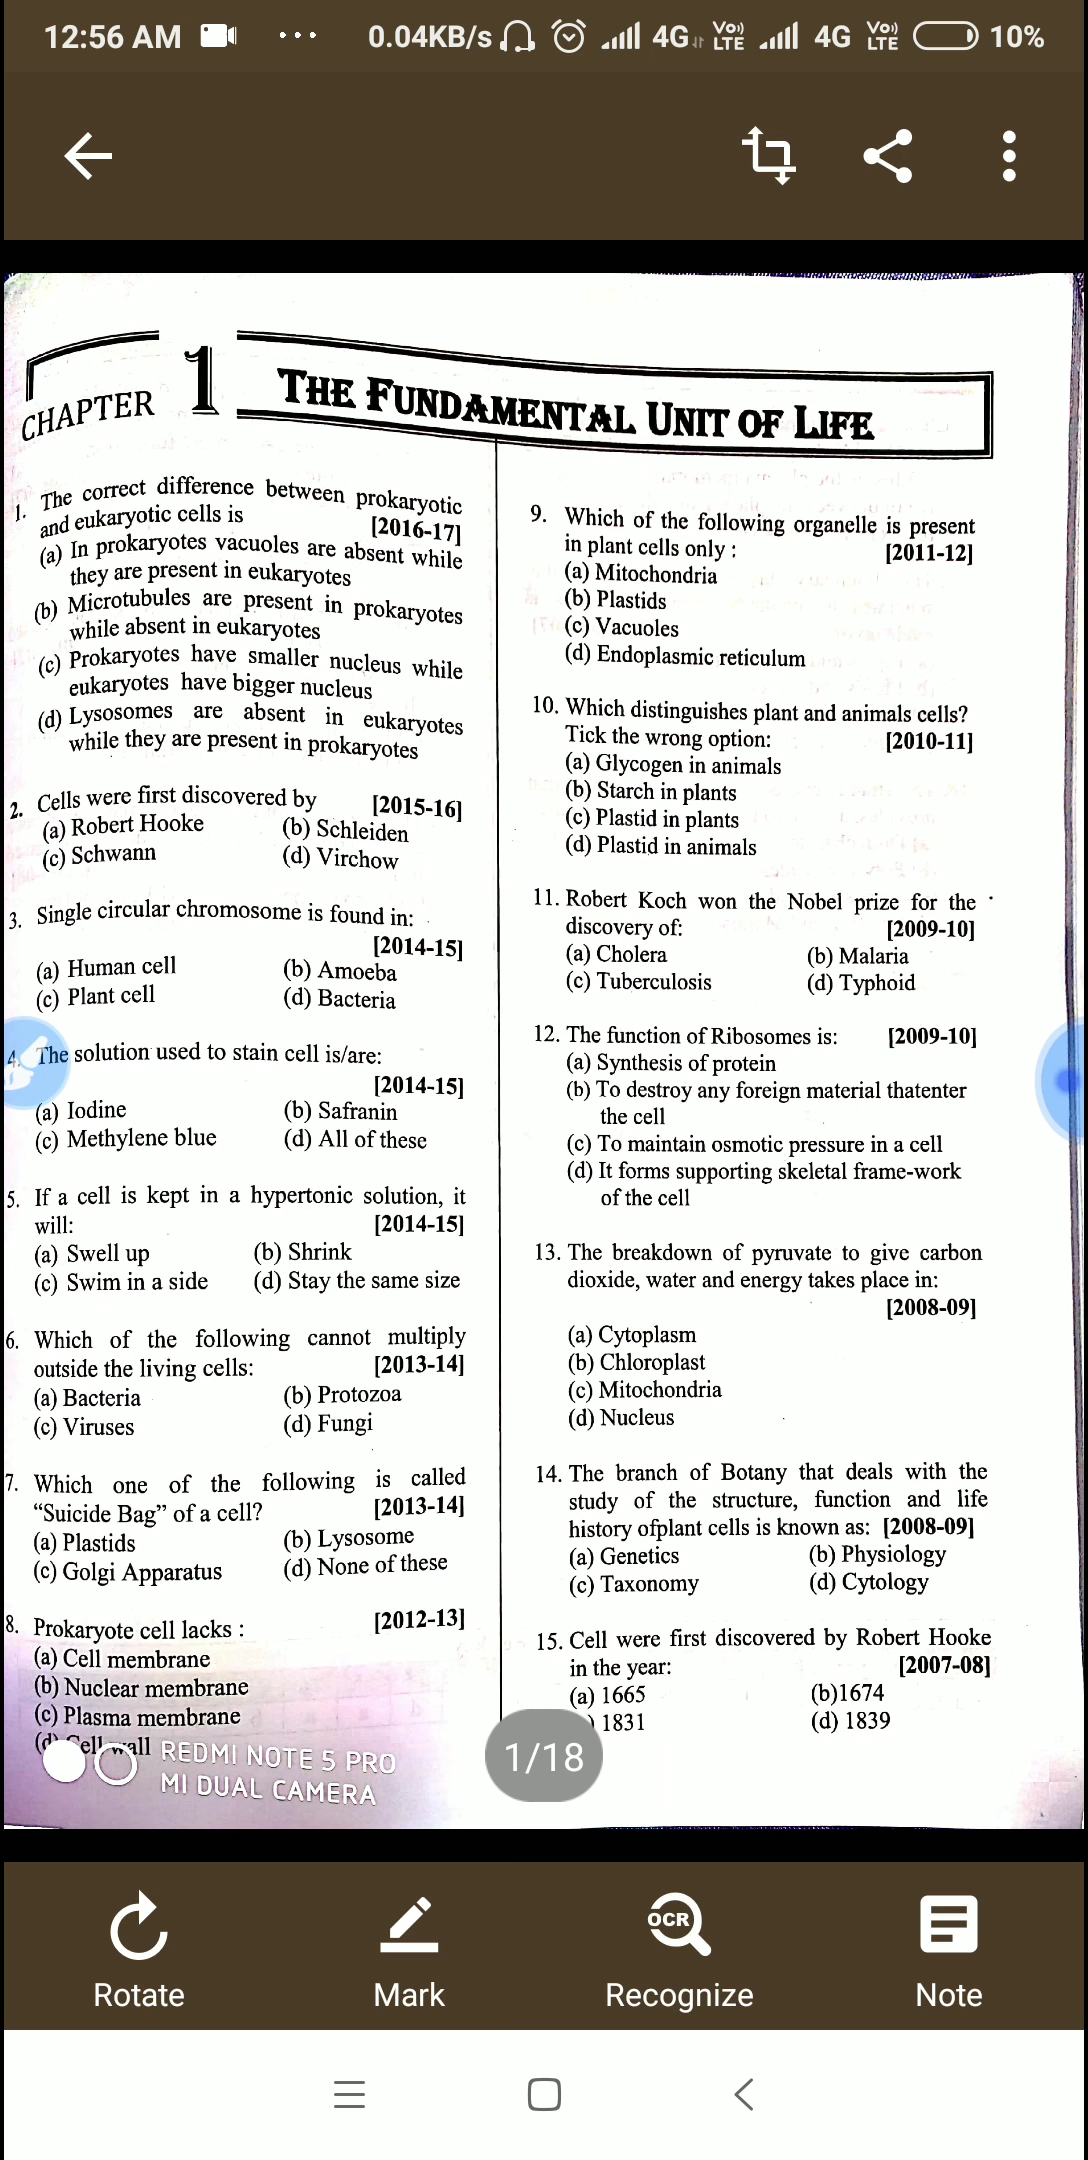 12:56 AM ... 0.04KB/s 4G VoLTE 4G VoLTE 10%
CHAPTER 1 THE FUNDAMENTAL UNIT OF LIFE
1. The correct difference between prokaryotic
and eukaryotic cells is [2016-17]
(a) In prokaryotes vacuoles are absent while
they are present in eukaryotes
(b) Microtubules are present in prokaryotes
while absent in eukaryotes
(c) Prokaryotes have smaller nucleus while
eukaryotes have bigger nucleus
(d) Lysosomes are absent in eukaryotes
while they are present in prokaryotes
2. Cells were first discovered by [2015-16]
(a) Robert Hooke (b) Schleiden
(c) Schwann (d) Virchow
3. Single circular chromosome is found in:
[2014-15]
(a) Human cell (b) Amoeba
(c) Plant cell (d) Bacteria
4. The solution used to stain cell is/are:
[2014-15]
(a) Iodine (b) Safranin
(c) Methylene blue (d) All of these
5. If a cell is kept in a hypertonic solution, it
will: [2014-15]
(a) Swell up (b) Shrink
(c) Swim in a side (d) Stay the same size
6. Which of the following cannot multiply
outside the living cells: [2013-14]
(a) Bacteria (b) Protozoa
(c) Viruses (d) Fungi
7. Which one of the following is called
“Suicide Bag” of a cell? [2013-14]
(a) Plastids (b) Lysosome
(c) Golgi Apparatus (d) None of these
8. Prokaryote cell lacks : [2012-13]
(a) Cell membrane
(b) Nuclear membrane
(c) Plasma membrane
(d) Cell wall
REDMI NOTE 5 PRO
MI DUAL CAMERA
9. Which of the following organelle is present
in plant cells only : [2011-12]
(a) Mitochondria
(b) Plastids
(c) Vacuoles
(d) Endoplasmic reticulum
10. Which distinguishes plant and animals cells?
Tick the wrong option: [2010-11]
(a) Glycogen in animals
(b) Starch in plants
(c) Plastid in plants
(d) Plastid in animals
11. Robert Koch won the Nobel prize for the
discovery of: [2009-10]
(a) Cholera (b) Malaria
(c) Tuberculosis (d) Typhoid
12. The function of Ribosomes is: [2009-10]
(a) Synthesis of protein
(b) To destroy any foreign material thatenter
the cell
(c) To maintain osmotic pressure in a cell
(d) It forms supporting skeletal frame-work
of the cell
13. The breakdown of pyruvate to give carbon
dioxide, water and energy takes place in:
[2008-09]
(a) Cytoplasm
(b) Chloroplast
(c) Mitochondria
(d) Nucleus
14. The branch of Botany that deals with the
study of the structure, function and life
history ofplant cells is known as: [2008-09]
(a) Genetics (b) Physiology
(c) Taxonomy (d) Cytology
15. Cell were first discovered by Robert Hooke
in the year: [2007-08]
(a) 1665 (b)1674
) 1831 (d) 1839
1/18
OCR
Rotate Mark Recognize Note